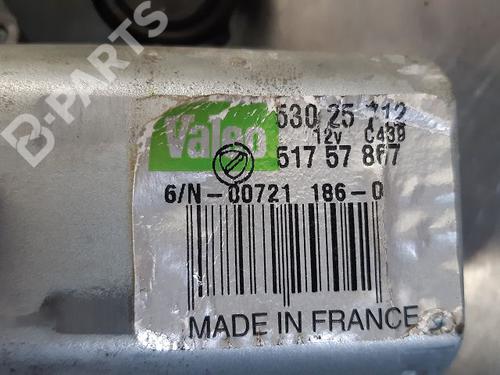 B-PARTS
Valeo
530 25 712
12v C439
517 57 867
6/N-00721 186-0
MADE IN FRANCE